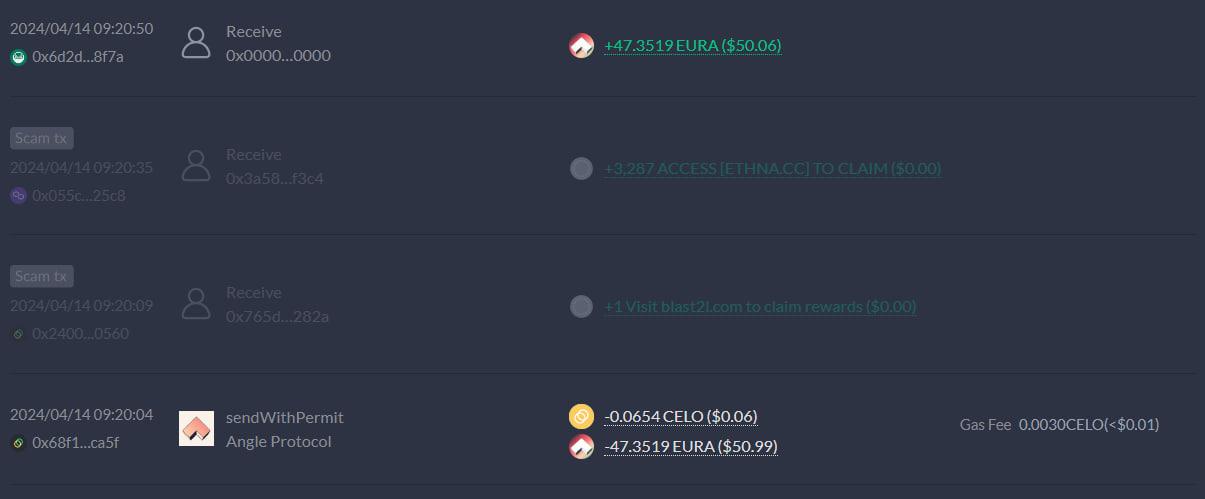 2024/04/14 09:20:50
0x6d2d...8f7a
Receive
0x0000...0000
+47.3519 EURA ($50.06)
Scam tx
2024/04/14 09:20:35
0x055c...25c8
Receive
0x3a58...f3c4
+3,287 ACCESS [ETHNA.CC] TO CLAIM ($0.00)
Scam tx
2024/04/14 09:20:09
0x2400...0560
Receive
0x765d...282a
+1 Visit blast2l.com to claim rewards ($0.00)
2024/04/14 09:20:04
0x68f1...ca5f
sendWithPermit
Angle Protocol
-0.0654 CELO ($0.06)
-47.3519 EURA ($50.99)
Gas Fee 0.0030CELO(<$0.01)